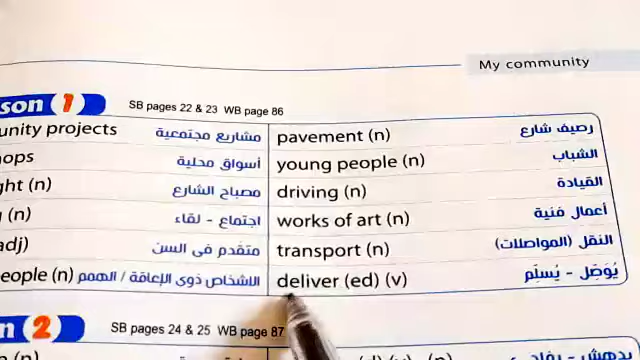 My community
son 1 SB pages 22 & 23 WB page 86
unity projects مشاريع مجتمعية pavement (n) رصيف شارع
hops أسواق محلية young people (n) الشباب
ght (n) مصباح الشارع driving (n) القيادة
(n) اجتماع - لقاء works of art (n) أعمال فنية
adj) متقدم فى السن transport (n) النقل (المواصلات)
eople (n) الاشخاص ذوى الإعاقة / الهمم deliver (ed) (v) يُوَصِّل - يُسلِّم
n 2 SB pages 24 & 25 WB page 87